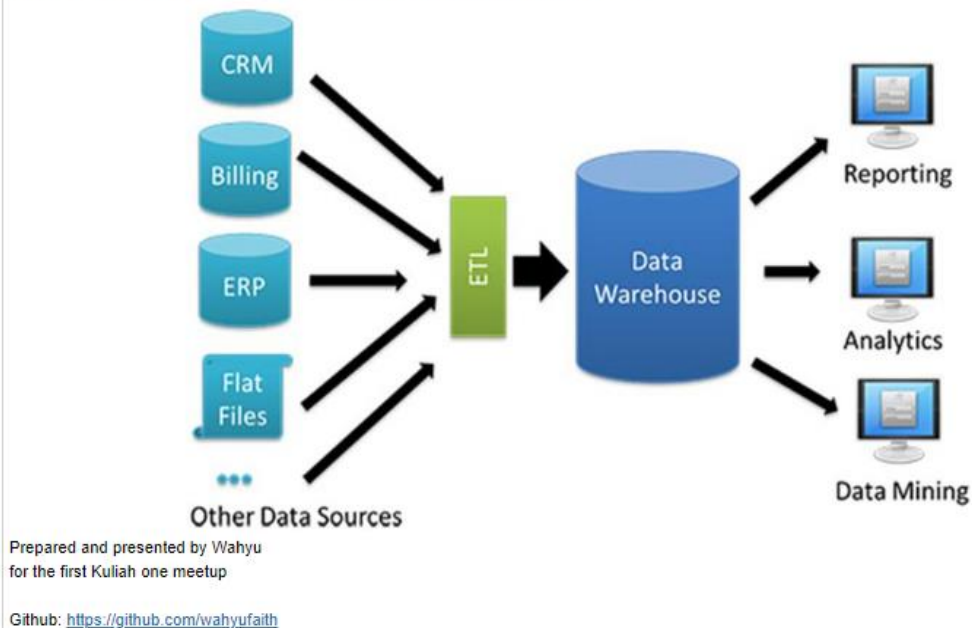 CRM
Billing
ERP
Flat
Files
Other Data Sources
ETL
Data
Warehouse
Reporting
Analytics
Data Mining
Prepared and presented by Wahyu
for the first Kuliah one meetup
Github: https://github.com/wahyufaith